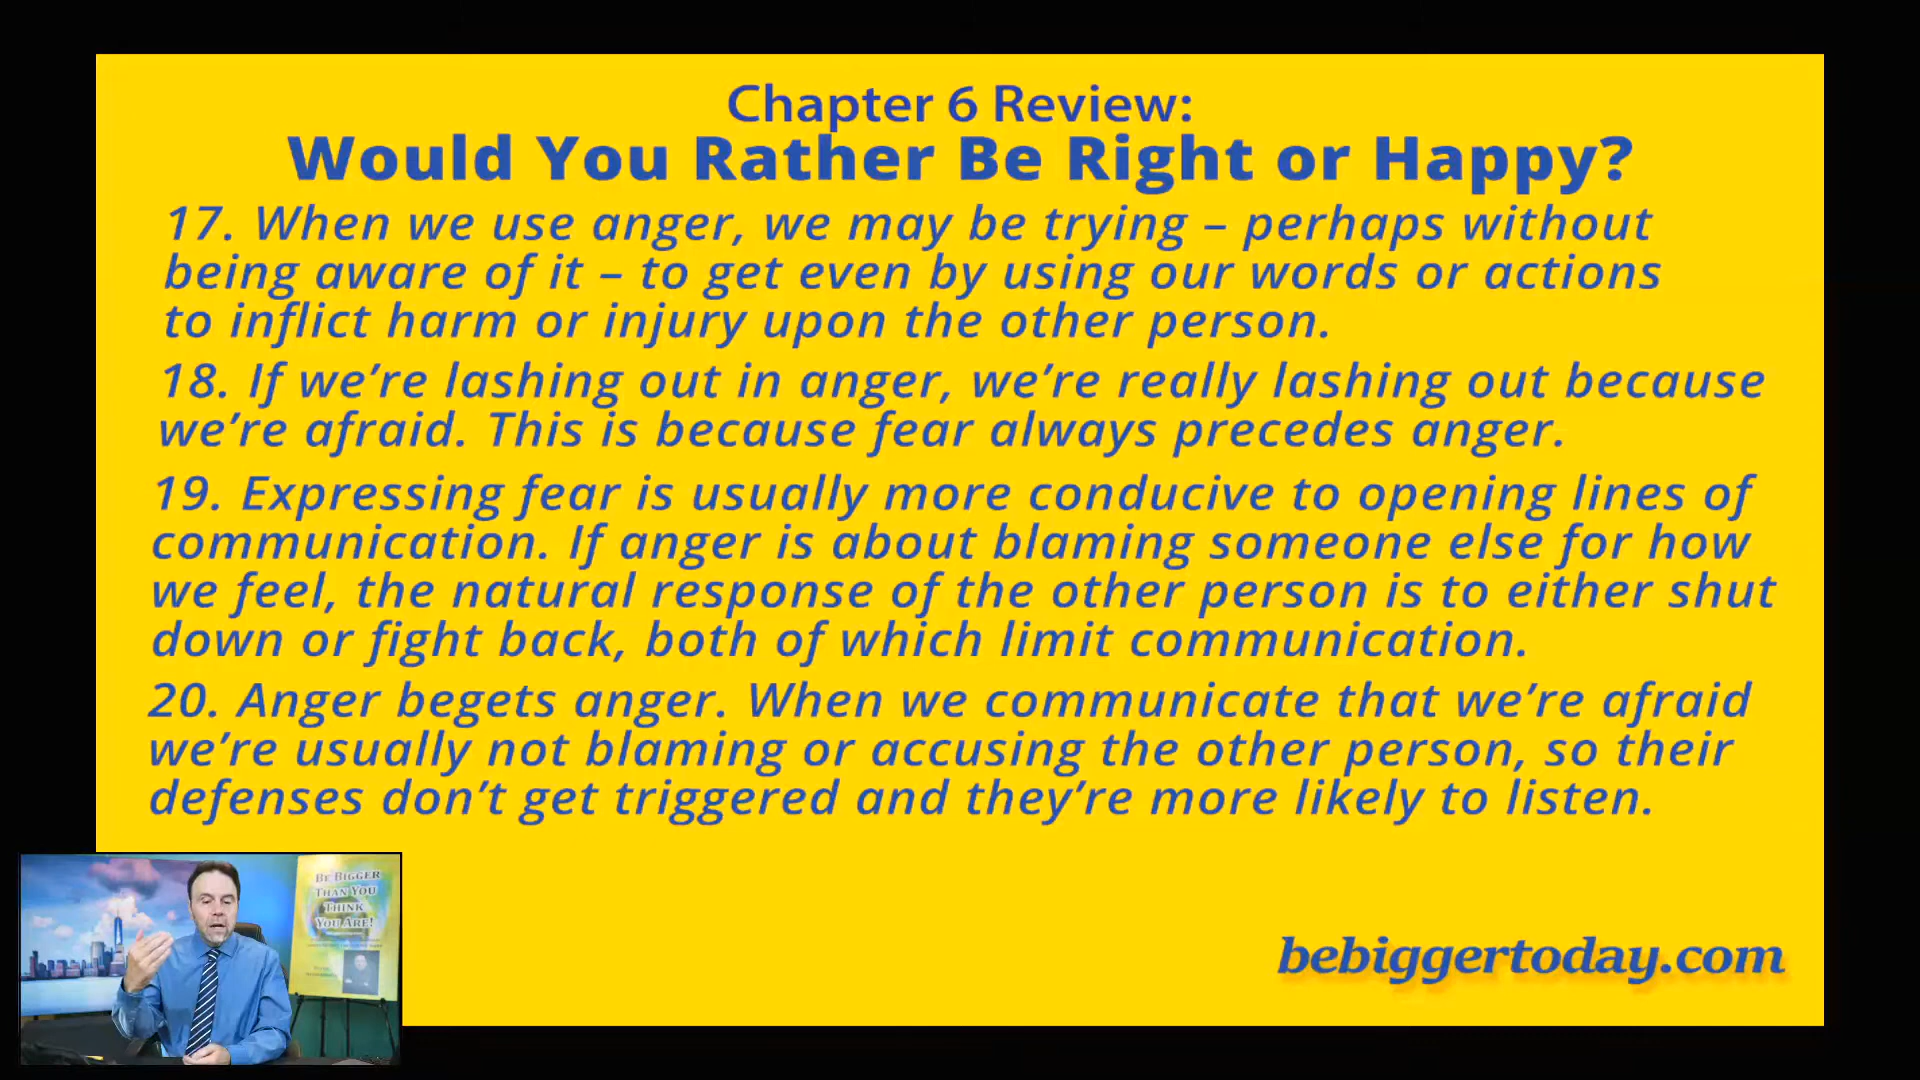 Chapter 6 Review:
Would You Rather Be Right or Happy?
17. When we use anger, we may be trying – perhaps without
being aware of it – to get even by using our words or actions
to inflict harm or injury upon the other person.
18. If we’re lashing out in anger, we’re really lashing out because
we’re afraid. This is because fear always precedes anger.
19. Expressing fear is usually more conducive to opening lines of
communication. If anger is about blaming someone else for how
we feel, the natural response of the other person is to either shut
down or fight back, both of which limit communication.
20. Anger begets anger. When we communicate that we’re afraid
we’re usually not blaming or accusing the other person, so their
defenses don’t get triggered and they’re more likely to listen.
BE BIGGER
THAN YOU
THINK
YOU ARE!
bebiggertoday.com